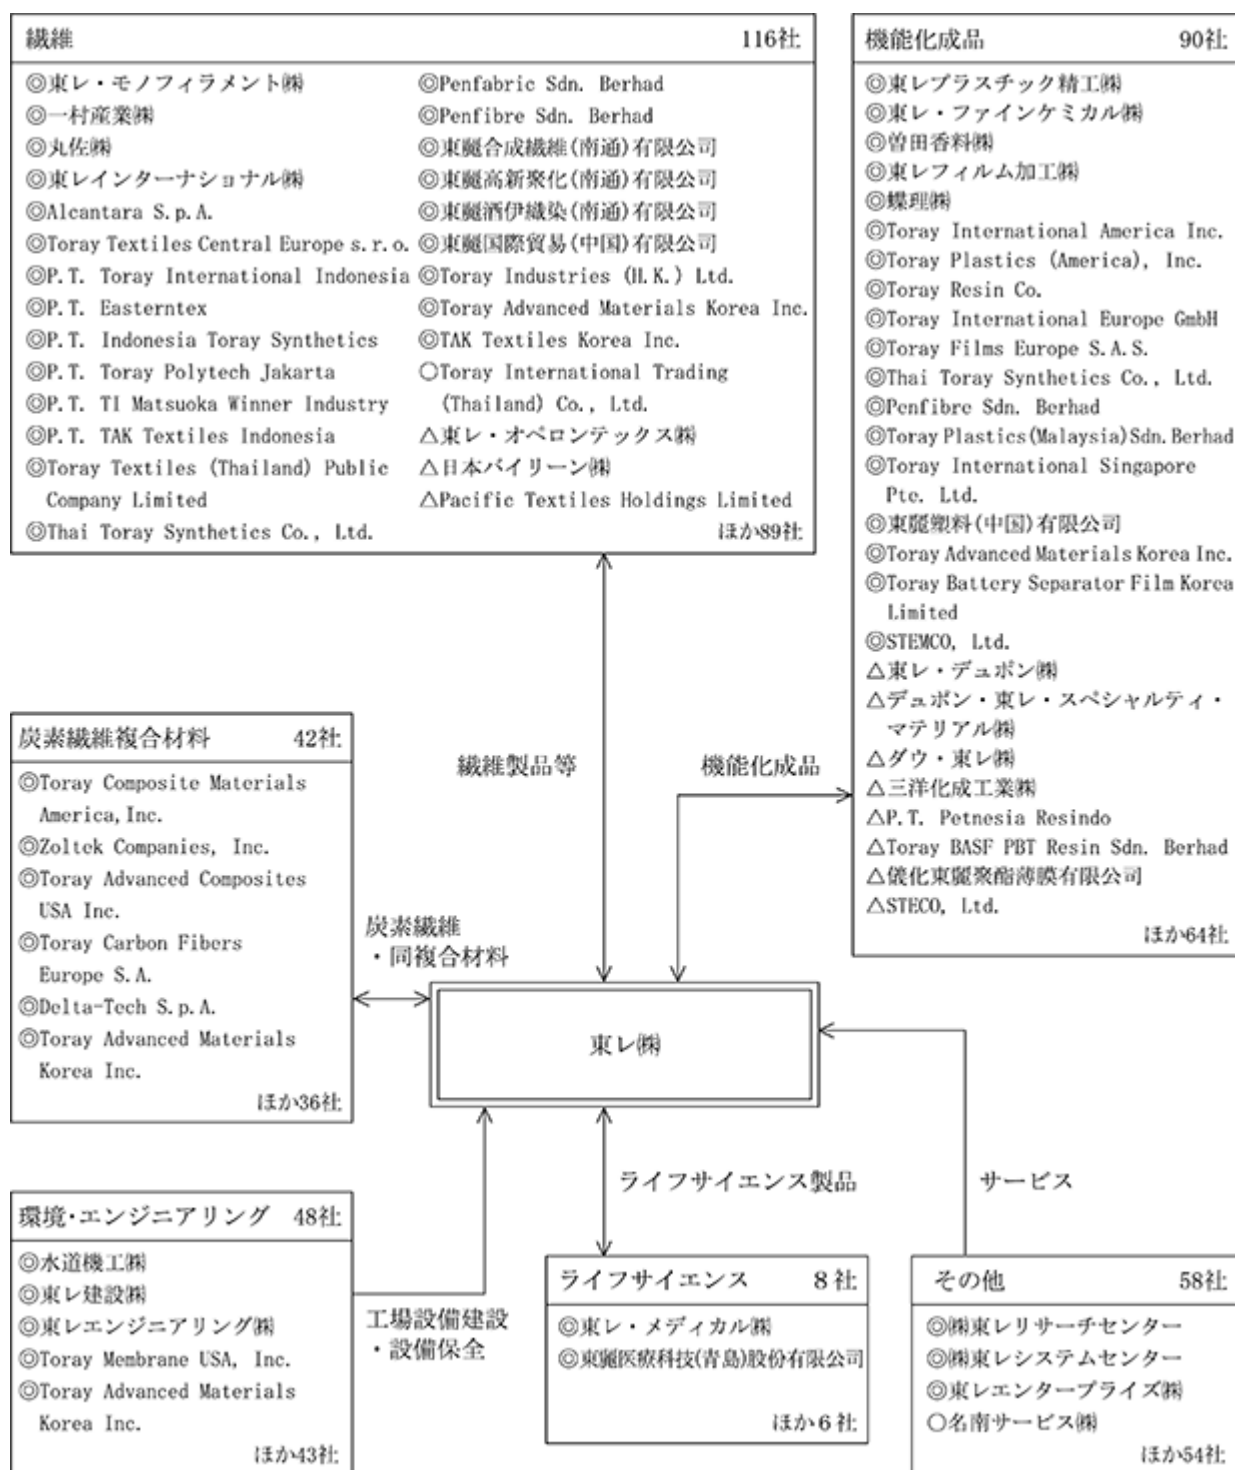 繊維 116社
◎東レ・モノフィラメント㈱
◎一村産業㈱
◎丸佐㈱
◎東レインターナショナル㈱
◎Alcantara S.p.A.
◎Toray Textiles Central Europe s.r.o.
◎P.T. Toray International Indonesia
◎P.T. Easterntex
◎P.T. Indonesia Toray Synthetics
◎P.T. Toray Polytech Jakarta
◎P.T. TI Matsuoka Winner Industry
◎P.T. TAK Textiles Indonesia
◎Toray Textiles (Thailand) Public
Company Limited
◎Thai Toray Synthetics Co., Ltd.
◎Penfabric Sdn. Berhad
◎Penfibre Sdn. Berhad
◎東麗合成繊維(南通)有限公司
◎東麗高新聚化(南通)有限公司
◎東麗酒伊織染(南通)有限公司
◎東麗国際貿易(中国)有限公司
◎Toray Industries (H.K.) Ltd.
◎Toray Advanced Materials Korea Inc.
◎TAK Textiles Korea Inc.
○Toray International Trading
(Thailand) Co., Ltd.
△東レ・オペロンテックス㈱
△日本バイリーン㈱
△Pacific Textiles Holdings Limited
ほか89社
機能化成品 90社
◎東レプラスチック精工㈱
◎東レ・ファインケミカル㈱
◎曽田香料㈱
◎東レフィルム加工㈱
◎蝶理㈱
◎Toray International America Inc.
◎Toray Plastics (America), Inc.
◎Toray Resin Co.
◎Toray International Europe GmbH
◎Toray Films Europe S.A.S.
◎Thai Toray Synthetics Co., Ltd.
◎Penfibre Sdn. Berhad
◎Toray Plastics(Malaysia)Sdn.Berhad
◎Toray International Singapore
Pte. Ltd.
◎東麗塑料(中国)有限公司
◎Toray Advanced Materials Korea Inc.
◎Toray Battery Separator Film Korea
Limited
◎STEMCO, Ltd.
△東レ・デュポン㈱
△デュポン・東レ・スペシャルティ・
マテリアル㈱
△ダウ・東レ㈱
△三洋化成工業㈱
△P.T. Petnesia Resindo
△Toray BASF PBT Resin Sdn. Berhad
△儀化東麗聚酯薄膜有限公司
△STECO, Ltd.
ほか64社
炭素繊維複合材料 42社
◎Toray Composite Materials
America,Inc.
◎Zoltek Companies, Inc.
◎Toray Advanced Composites
USA Inc.
◎Toray Carbon Fibers
Europe S.A.
◎Delta-Tech S.p.A.
◎Toray Advanced Materials
Korea Inc.
ほか36社
繊維製品等
機能化成品
炭素繊維
・同複合材料
東レ㈱
ライフサイエンス製品
サービス
工場設備建設
・設備保全
環境・エンジニアリング 48社
◎水道機工㈱
◎東レ建設㈱
◎東レエンジニアリング㈱
◎Toray Membrane USA, Inc.
◎Toray Advanced Materials
Korea Inc.
ほか43社
ライフサイエンス 8社
◎東レ・メディカル㈱
◎東麗医療科技(青島)股份有限公司
ほか6社
その他 58社
◎㈱東レリサーチセンター
◎㈱東レシステムセンター
◎東レエンタープライズ㈱
○名南サービス㈱
ほか54社